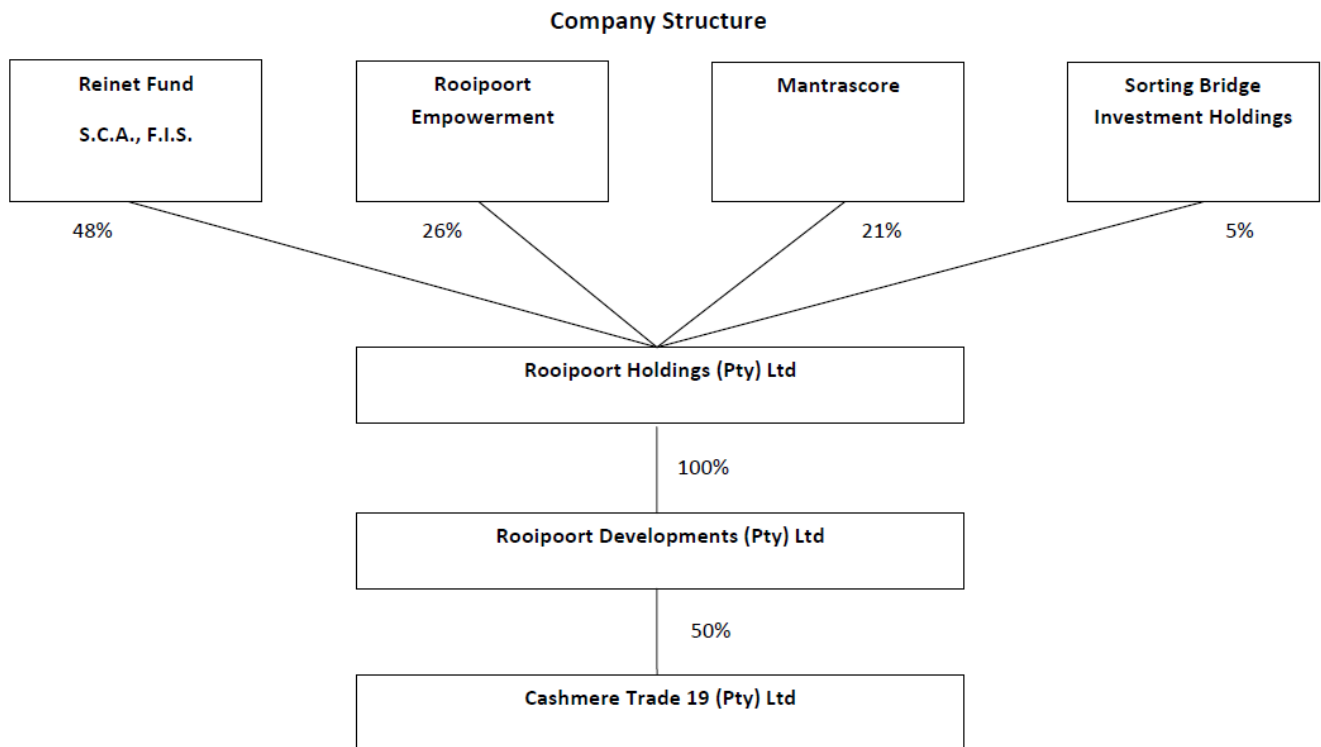 Company Structure
Reinet Fund
S.C.A., F.I.S.
Rooipoort
Empowerment
Mantrascore
Sorting Bridge
Investment Holdings
48%
26%
21%
5%
Rooipoort Holdings (Pty) Ltd
100%
Rooipoort Developments (Pty) Ltd
50%
Cashmere Trade 19 (Pty) Ltd